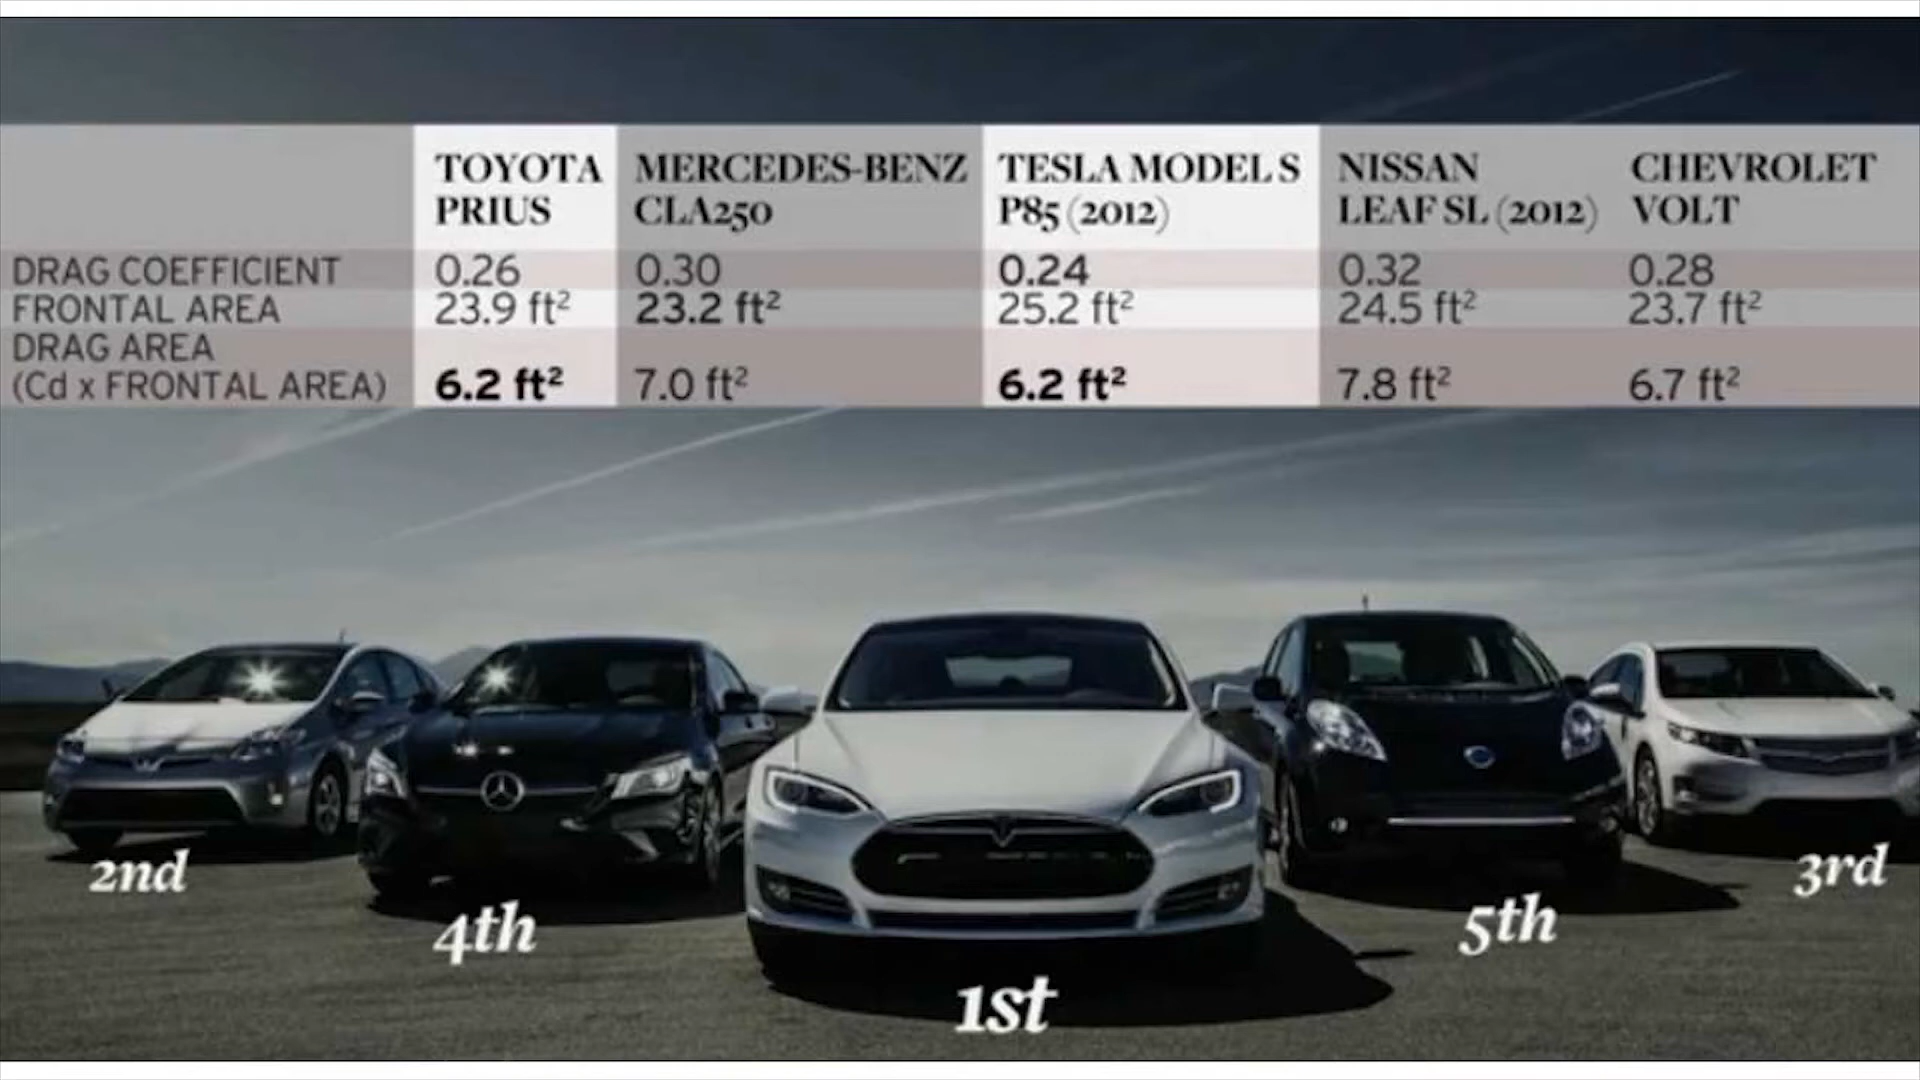 TOYOTA PRIUS
MERCEDES-BENZ CLA250
TESLA MODEL S P85 (2012)
NISSAN LEAF SL (2012)
CHEVROLET VOLT
DRAG COEFFICIENT 0.26 0.30 0.24 0.32 0.28
FRONTAL AREA 23.9 ft² 23.2 ft² 25.2 ft² 24.5 ft² 23.7 ft²
DRAG AREA
(Cd x FRONTAL AREA) 6.2 ft² 7.0 ft² 6.2 ft² 7.8 ft² 6.7 ft²
2nd
4th
1st
5th
3rd